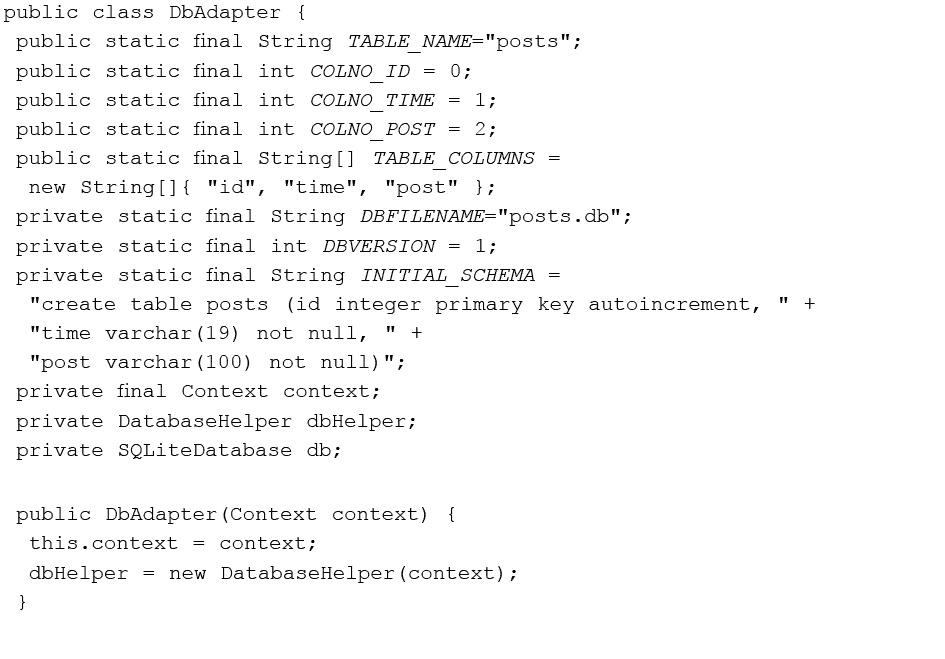 public class DbAdapter {
public static final String TABLE_NAME="posts";
public static final int COLNO_ID = 0;
public static final int COLNO_TIME = 1;
public static final int COLNO_POST = 2;
public static final String[] TABLE_COLUMNS =
new String[]{ "id", "time", "post" };
private static final String DBFILENAME="posts.db";
private static final int DBVERSION = 1;
private static final String INITIAL_SCHEMA =
"create table posts (id integer primary key autoincrement, " +
"time varchar(19) not null, " +
"post varchar(100) not null)";
private final Context context;
private DatabaseHelper dbHelper;
private SQLiteDatabase db;
public DbAdapter(Context context) {
this.context = context;
dbHelper = new DatabaseHelper(context);
}